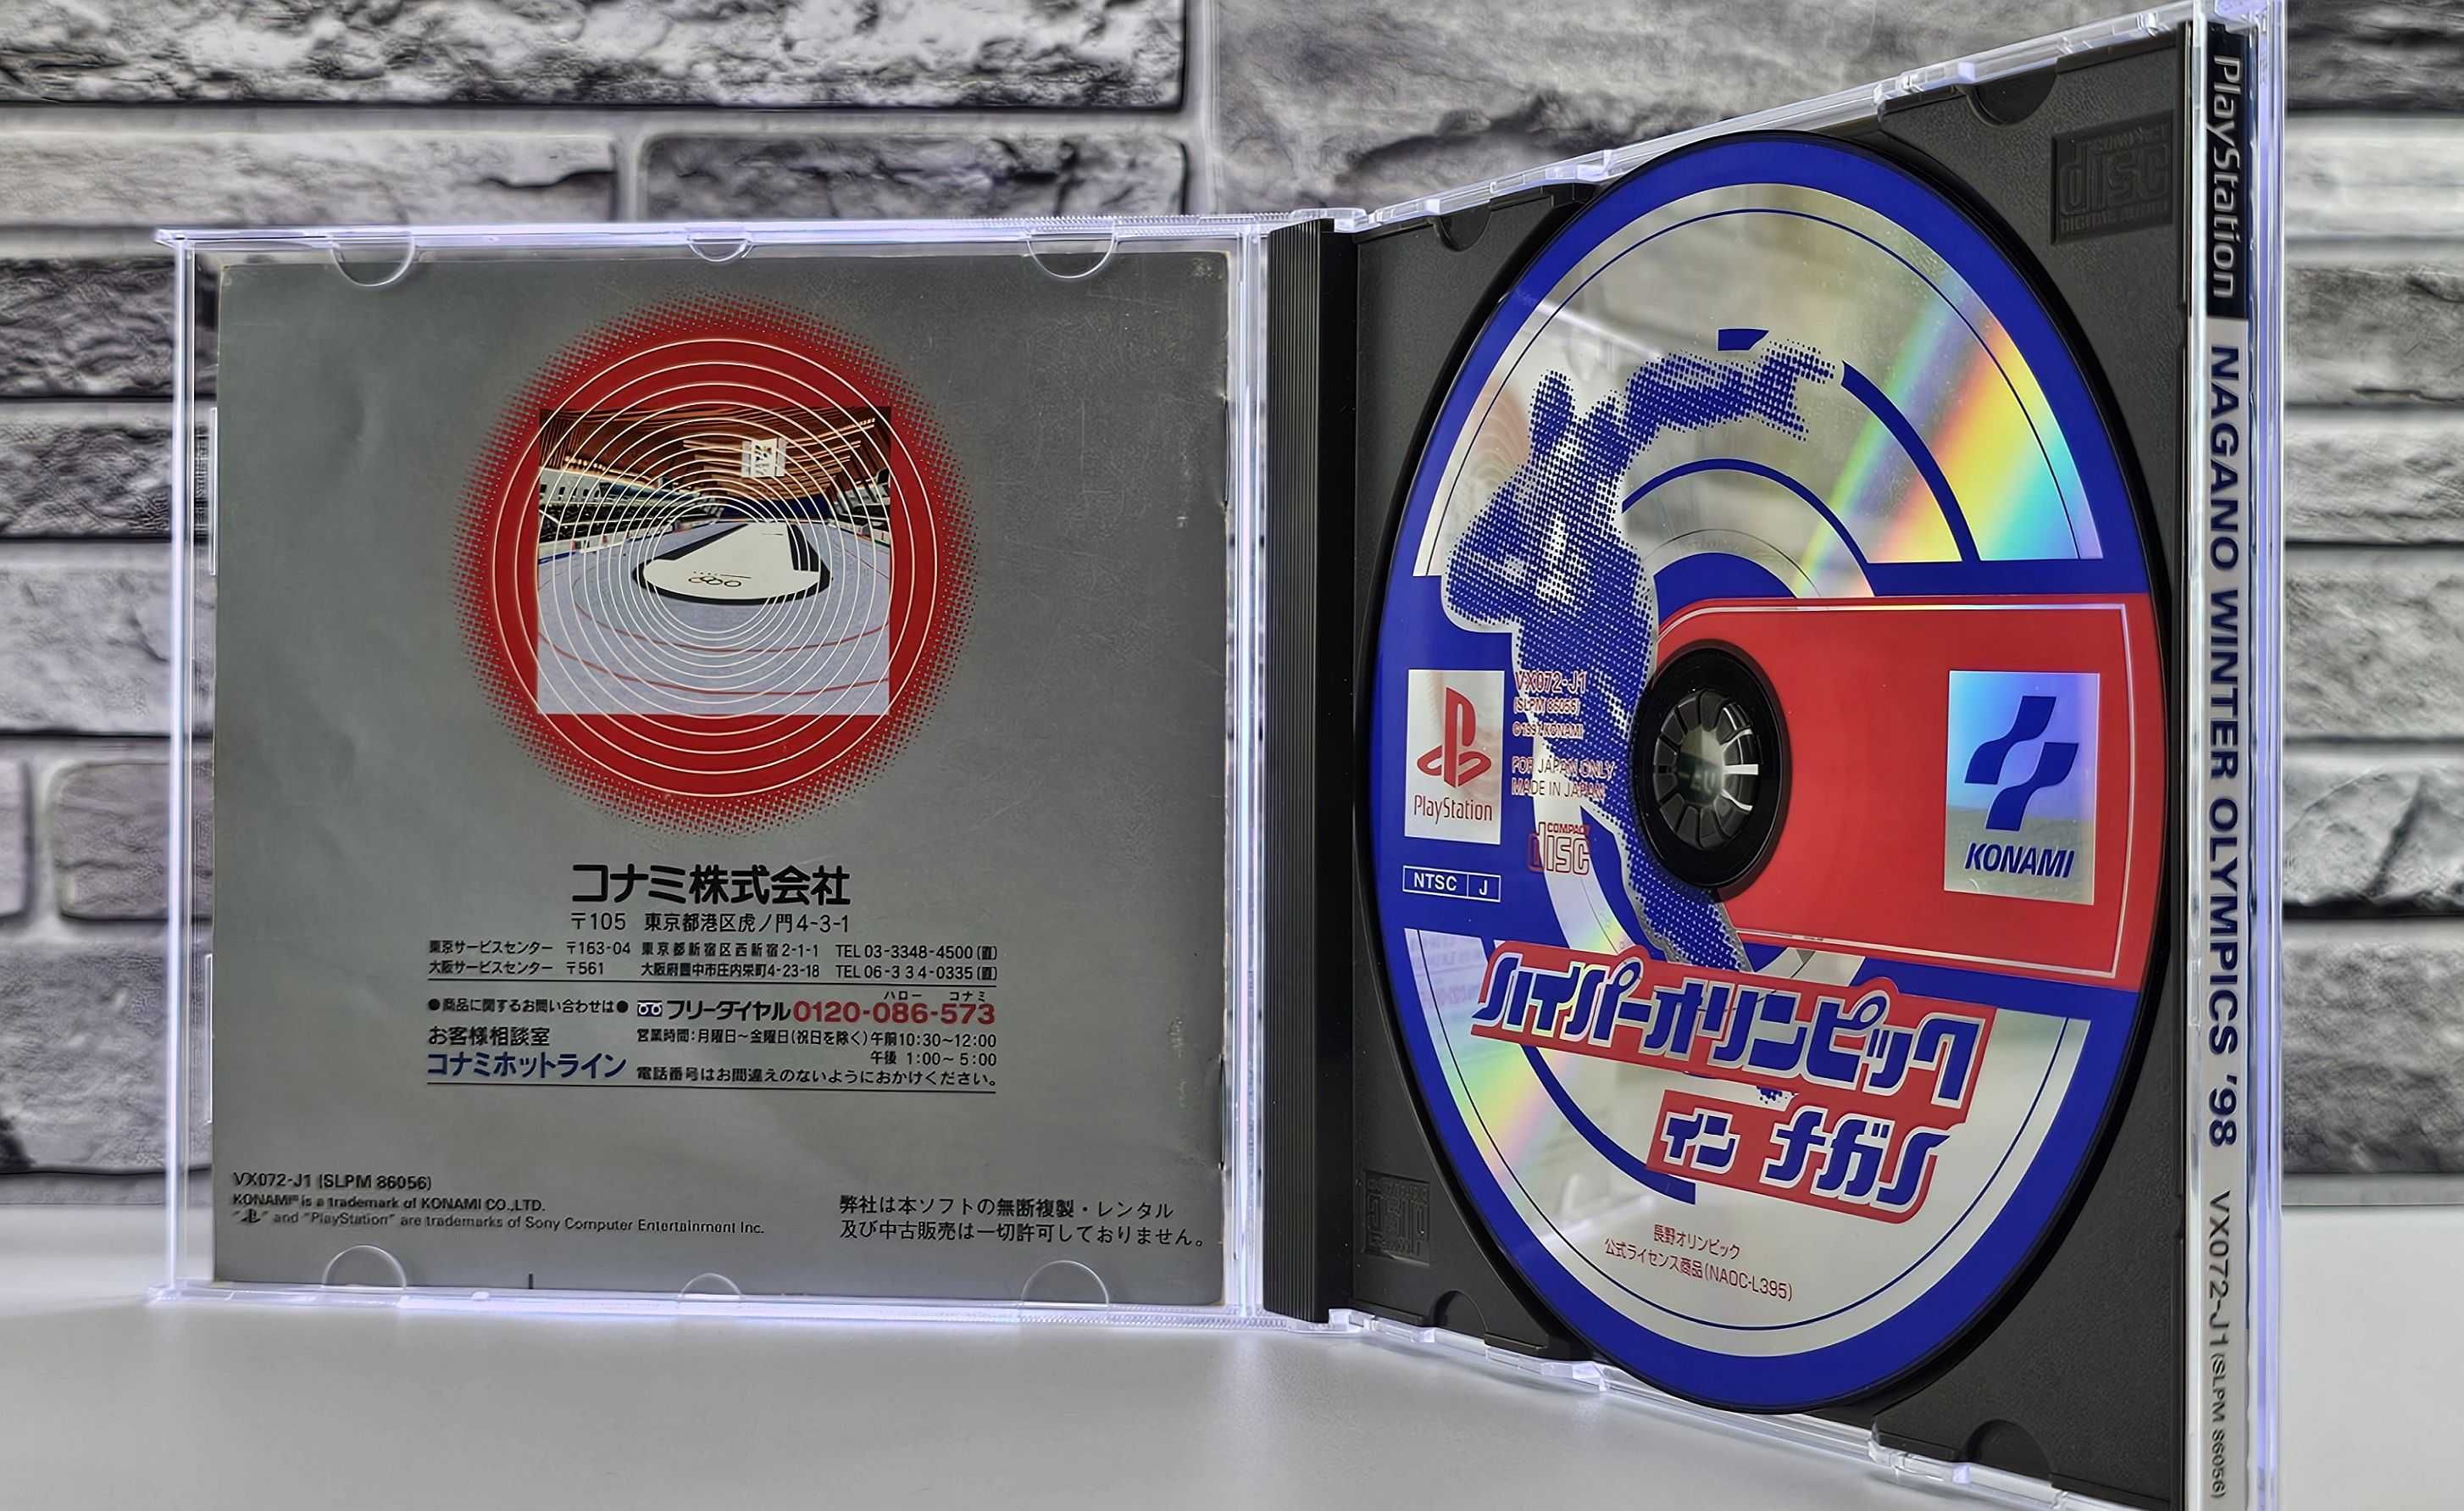 コナミ株式会社
〒105 東京都港区虎ノ門4-3-1
東京サービスセンター 〒163-04 東京都新宿区西新宿2-1-1 TEL 03-3348-4500(直)
大阪サービスセンター 〒561 大阪府豊中市庄内栄町4-23-18 TEL 06-334-0335(直)
ハロー コナミ
●商品に関するお問い合わせは● フリーダイヤル0120-086-573
お客様相談室 営業時間:月曜日~金曜日(祝日を除く)午前10:30~12:00
午後 1:00~5:00
コナミホットライン 電話番号はお間違えのないようにおかけください。
VX072-J1 (SLPM 86056)
KONAMI® is a trademark of KONAMI CO.,LTD.
" " and "PlayStation" are trademarks of Sony Computer Entertainment Inc.
弊社は本ソフトの無断複製・レンタル
及び中古販売は一切許可しておりません。
PlayStation
NTSC J
VX072-J1
(SLPM 86056)
©1997 KONAMI
FOR JAPAN ONLY
MADE IN JAPAN
COMPACT
disc
KONAMI
ハイパーオリンピック
イン ナガノ
長野オリンピック
公式ライセンス商品(NAOC-L395)
disc
PlayStation NAGANO WINTER OLYMPICS '98 VX072-J1 (SLPM 86056)